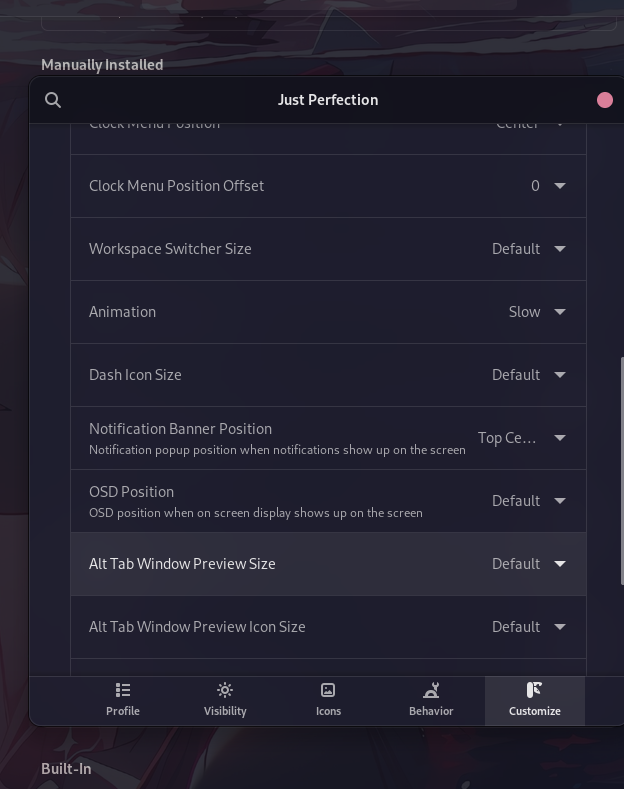 Manually Installed
Just Perfection
Clock Menu Position Center
Clock Menu Position Offset 0
Workspace Switcher Size Default
Animation Slow
Dash Icon Size Default
Notification Banner Position
Notification popup position when notifications show up on the screen Top Ce…
OSD Position
OSD position when on screen display shows up on the screen Default
Alt Tab Window Preview Size Default
Alt Tab Window Preview Icon Size Default
Profile Visibility Icons Behavior Customize
Built-In